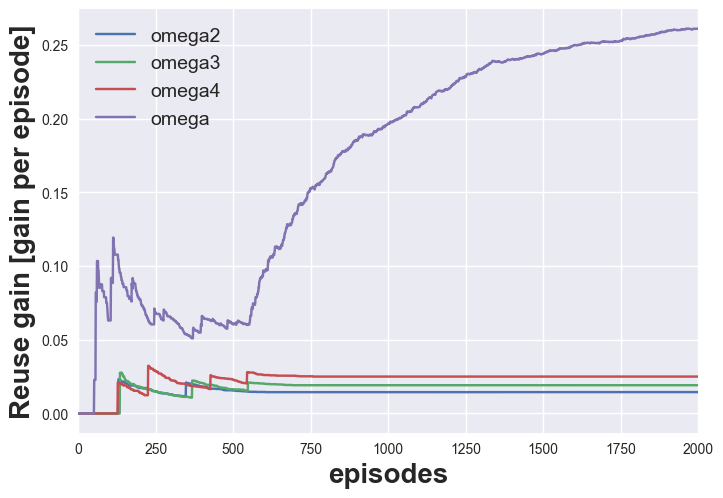 Reuse gain [gain per episode]
omega2
omega3
omega4
omega
0.25
0.20
0.15
0.10
0.05
0.00
0 250 500 750 1000 1250 1500 1750 2000
episodes